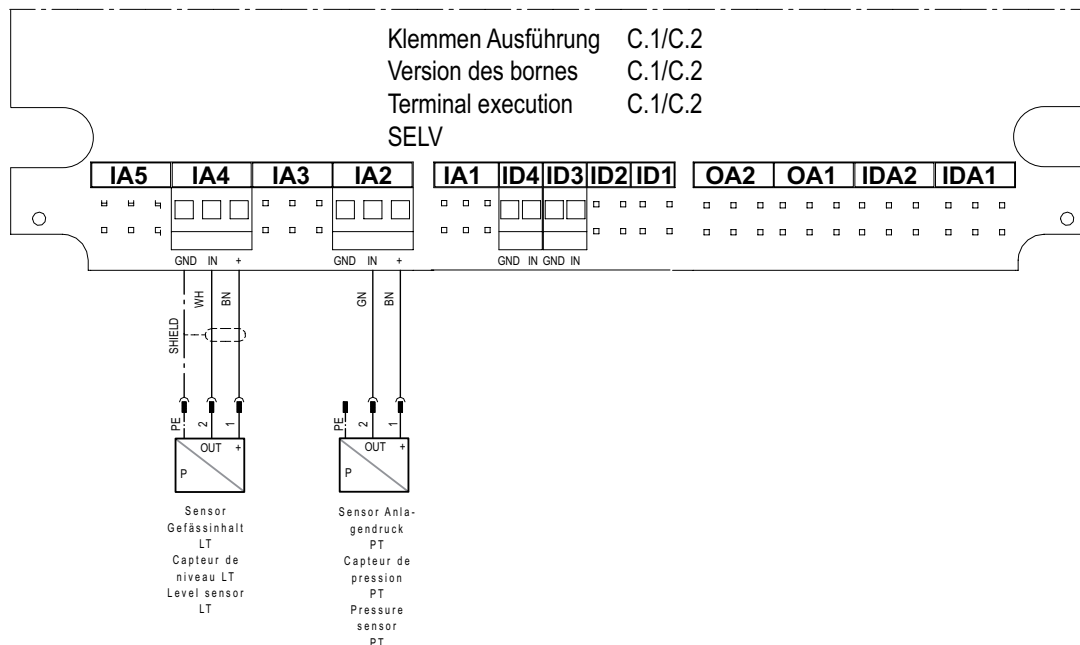 Klemmen Ausführung C.1/C.2
Version des bornes C.1/C.2
Terminal execution C.1/C.2
SELV
IA5 IA4 IA3 IA2 IA1 ID4 ID3 ID2 ID1 OA2 OA1 IDA2 IDA1
GND IN + GND IN + GND IN GND IN
SHIELD WH BN GN BN
PE 2 1 PE 2 1
OUT + OUT +
P P
Sensor
Gefässinhalt
LT
Capteur de
niveau LT
Level sensor
LT
Sensor Anla-
gendruck
PT
Capteur de
pression
PT
Pressure
sensor
PT